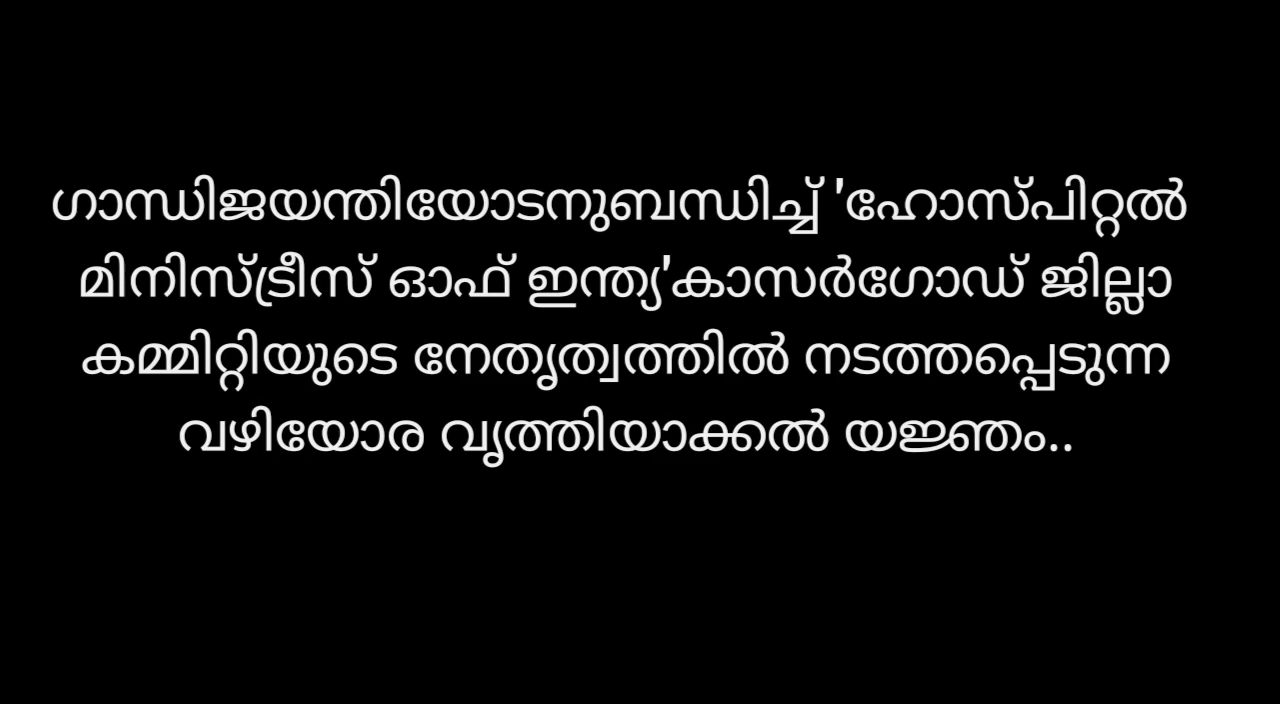 ഗാന്ധിജയന്തിയോടനുബന്ധിച്ച് 'ഹോസ്പിറ്റൽ
മിനിസ്ട്രീസ് ഓഫ് ഇന്ത്യ'കാസർഗോഡ് ജില്ലാ
കമ്മിറ്റിയുടെ നേതൃത്വത്തിൽ നടത്തപ്പെടുന്ന
വഴിയോര വൃത്തിയാക്കൽ യജ്ഞം..